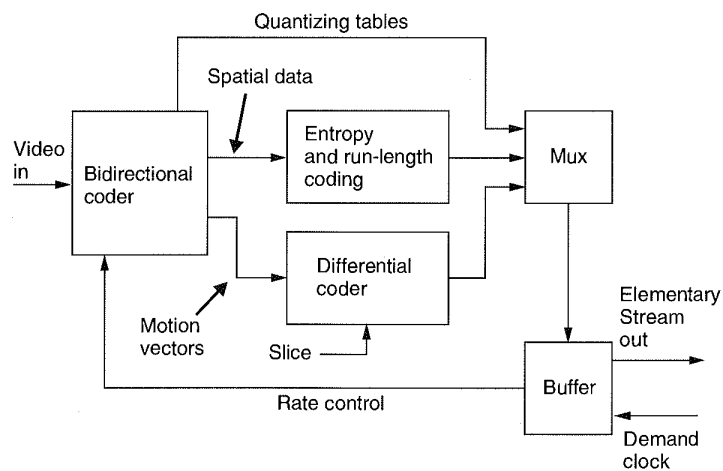 Quantizing tables
Spatial data
Video
in
Bidirectional
coder
Entropy
and run-length
coding
Mux
Differential
coder
Motion
vectors
Slice
Elementary
Stream
out
Buffer
Rate control
Demand
clock